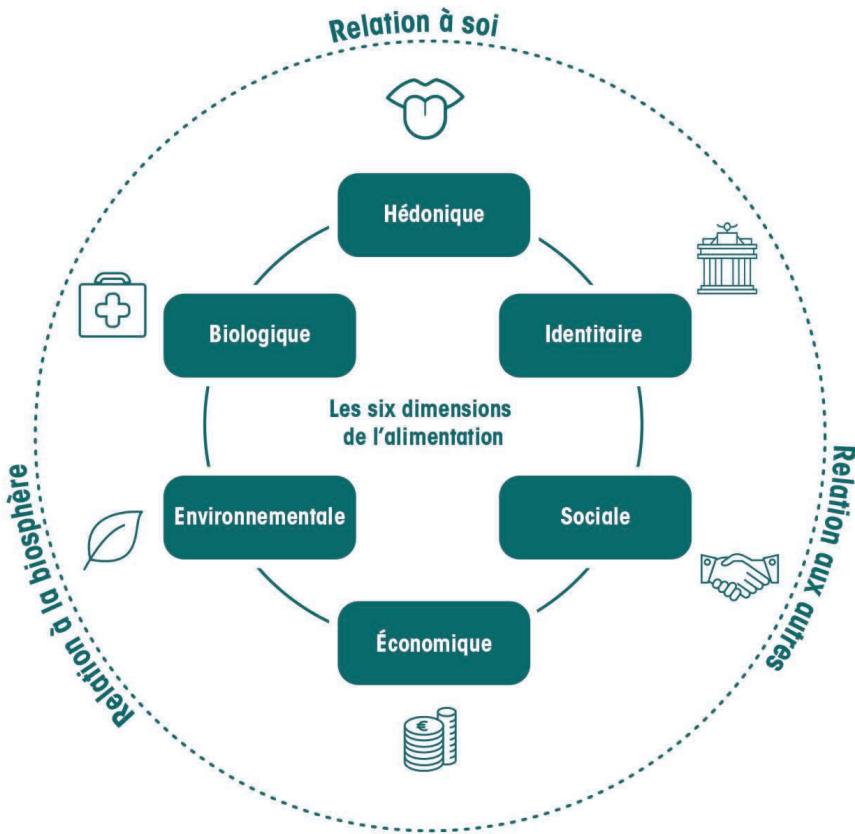 Relation à soi
Hédonique
Biologique
Identitaire
Les six dimensions
de l'alimentation
Environnementale
Sociale
Économique
€
Relation à la biosphère
Relation aux autres